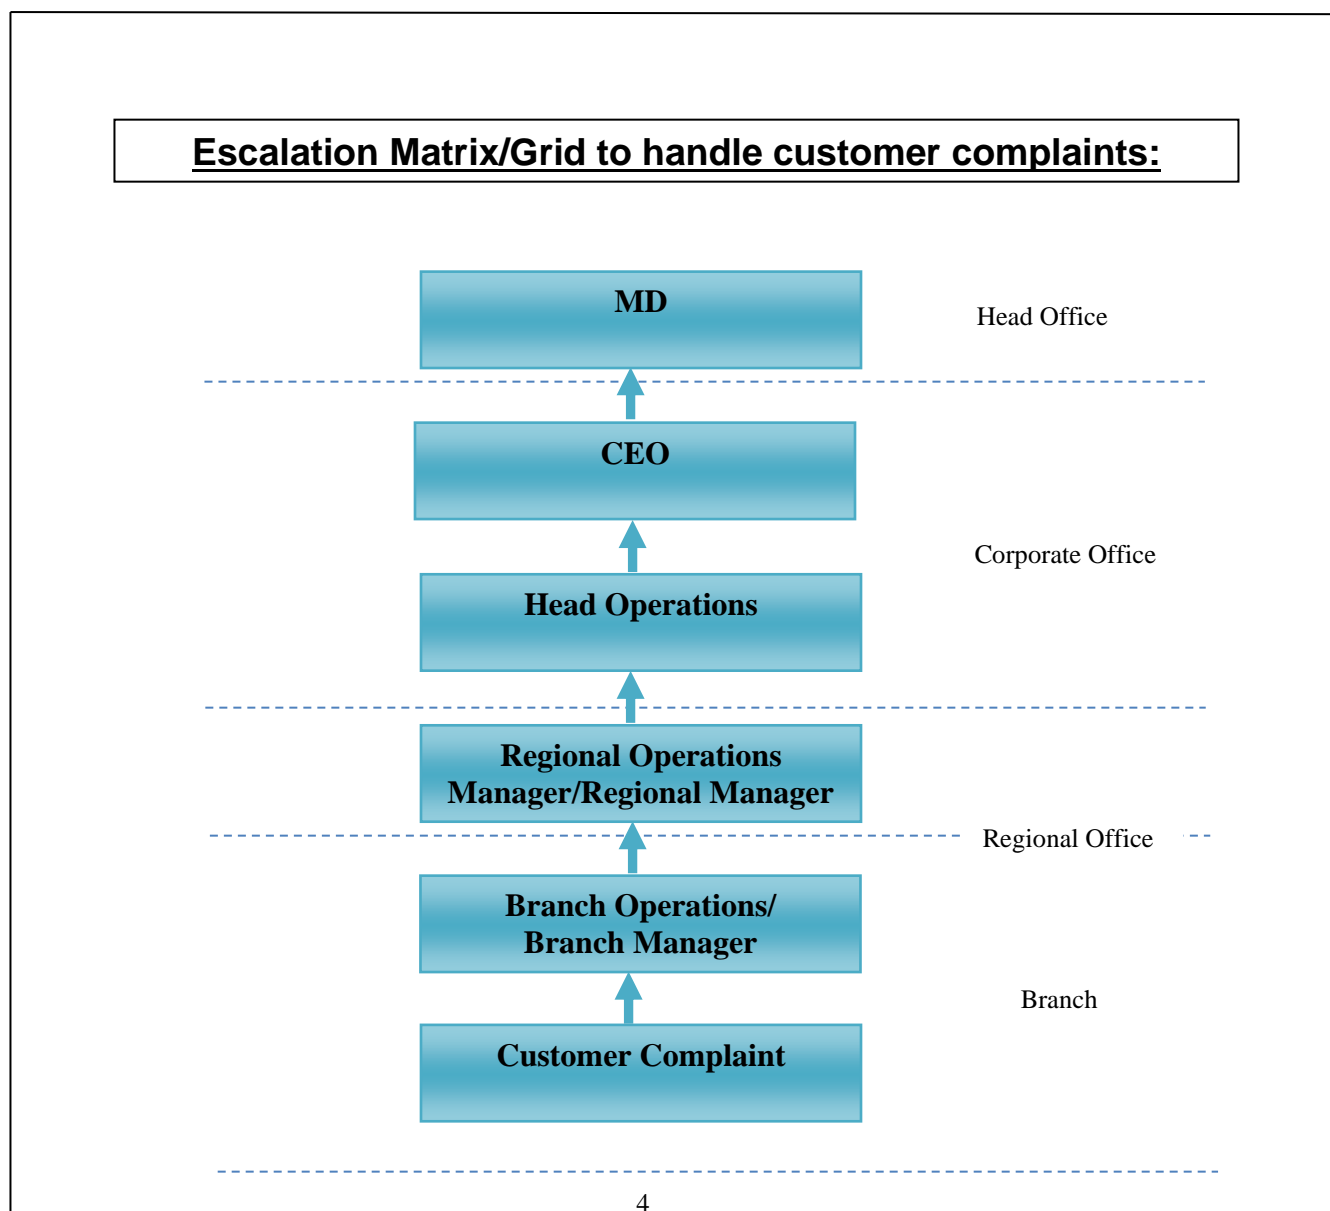 Escalation Matrix/Grid to handle customer complaints:
MD
Head Office
CEO
Corporate Office
Head Operations
Regional Operations
Manager/Regional Manager
Regional Office
Branch Operations/
Branch Manager
Branch
Customer Complaint
4